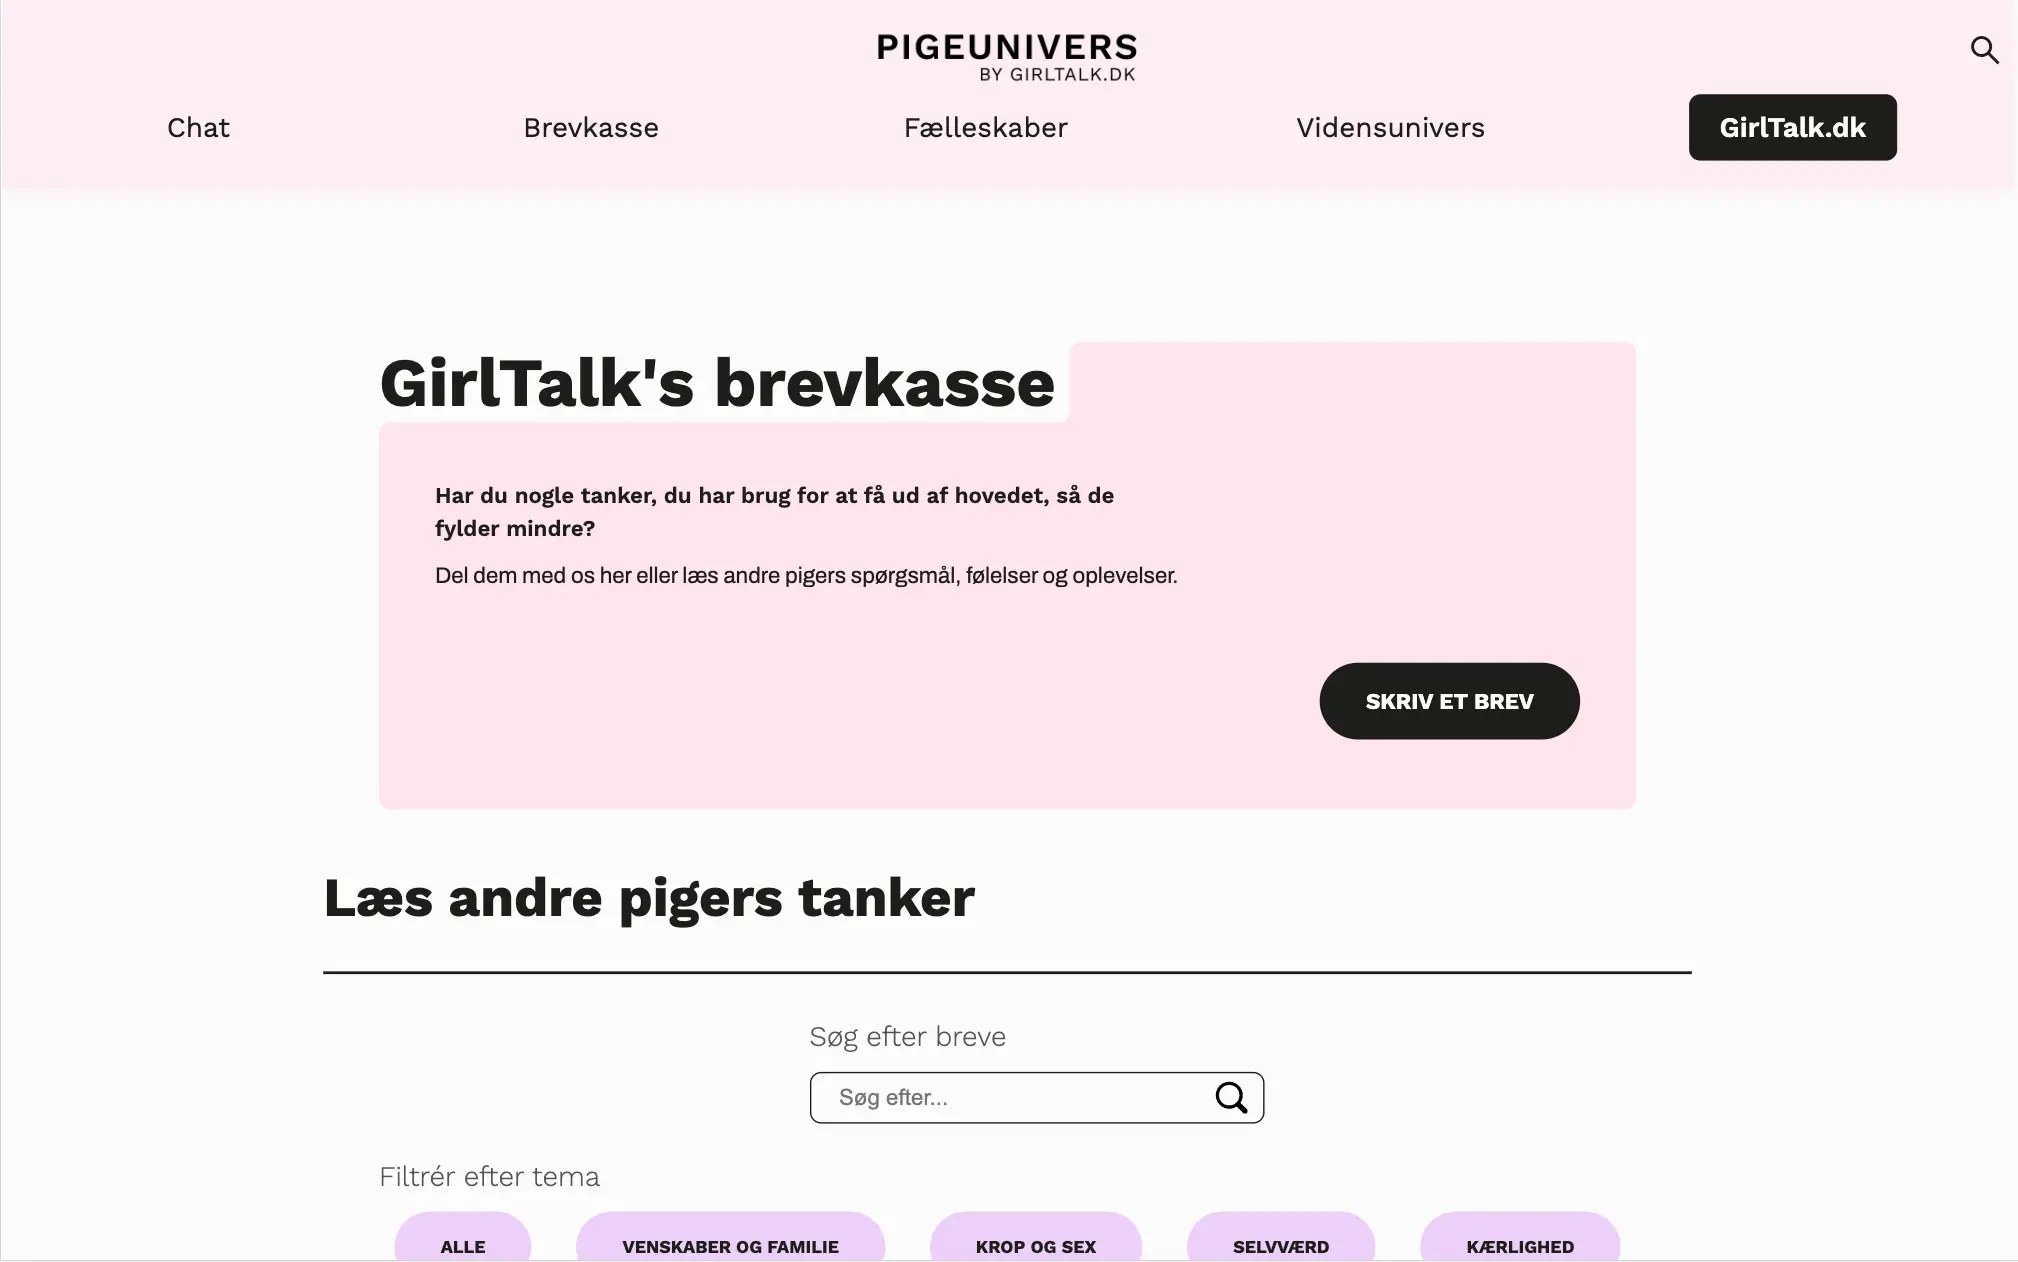 PIGEUNIVERS
BY GIRLTALK.DK
Chat
Brevkasse
Fælleskaber
Vidensunivers
GirlTalk.dk
GirlTalk's brevkasse
Har du nogle tanker, du har brug for at få ud af hovedet, så de
fylder mindre?
Del dem med os her eller læs andre pigers spørgsmål, følelser og oplevelser.
SKRIV ET BREV
Læs andre pigers tanker
Søg efter breve
Søg efter...
Filtrér efter tema
ALLE
VENSKABER OG FAMILIE
KROP OG SEX
SELVVÆRD
KÆRLIGHED